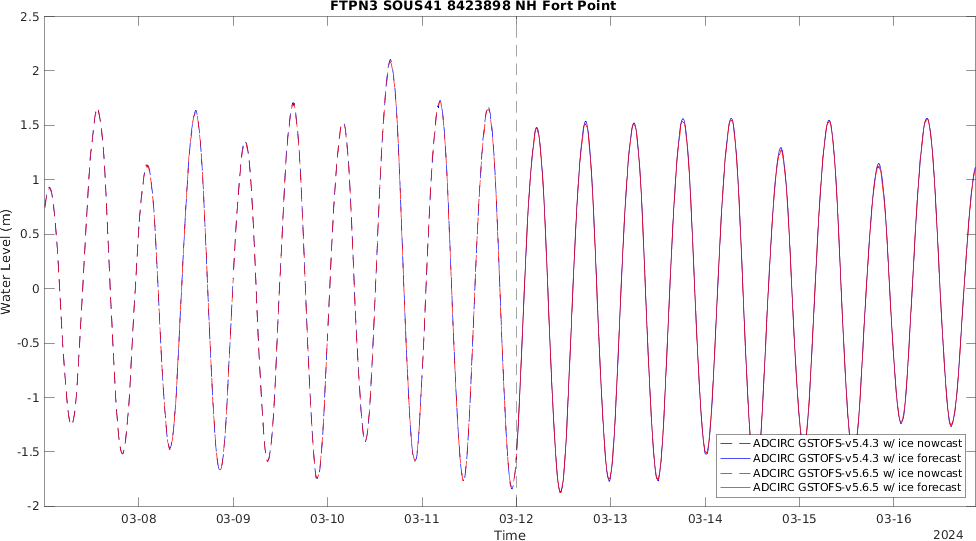 FTPN3 SOUS41 8423898 NH Fort Point
2.5
2
1.5
1
0.5
0
-0.5
-1
-1.5
-2
Water Level (m)
03-08 03-09 03-10 03-11 03-12 03-13 03-14 03-15 03-16
Time
2024
ADCIRC GSTOFS-v5.4.3 w/ ice nowcast
ADCIRC GSTOFS-v5.4.3 w/ ice forecast
ADCIRC GSTOFS-v5.6.5 w/ ice nowcast
ADCIRC GSTOFS-v5.6.5 w/ ice forecast